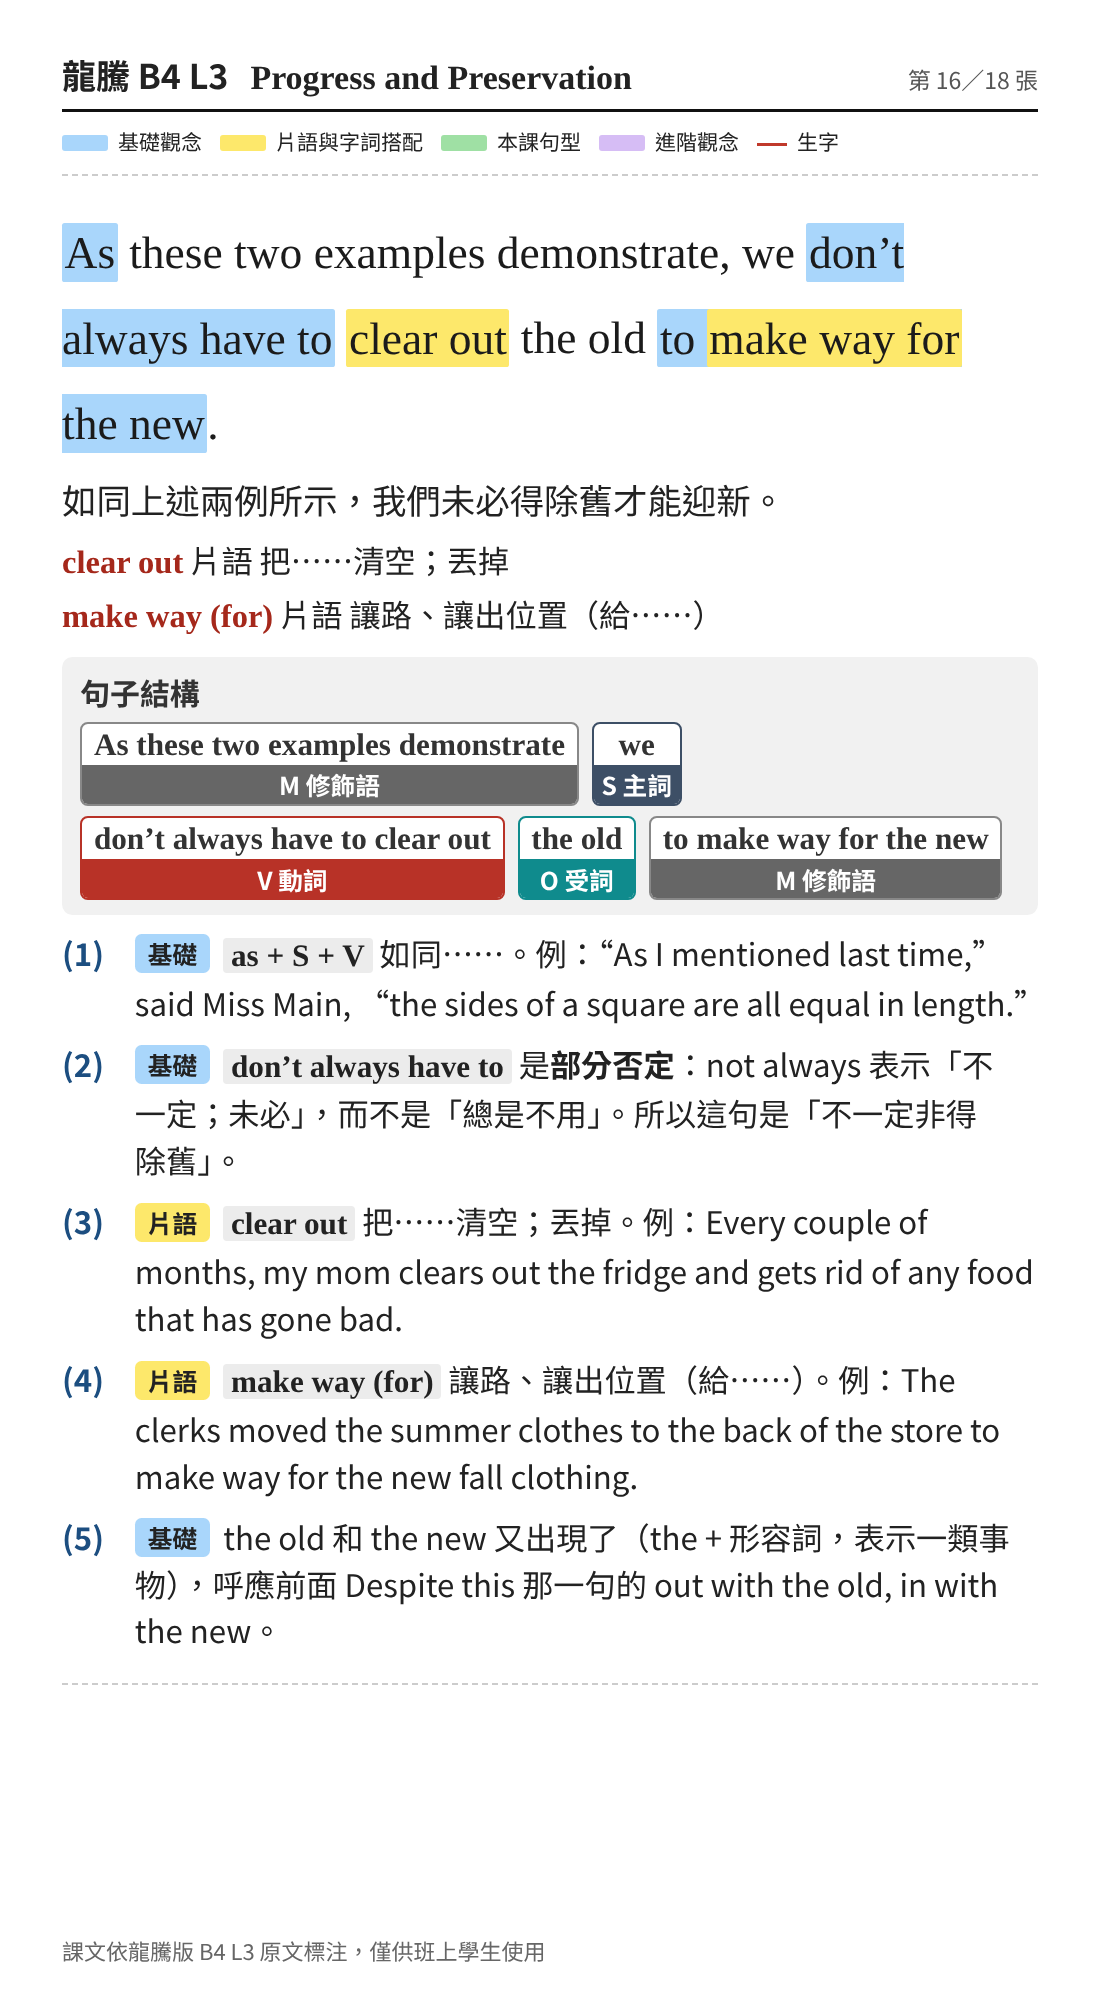 龍騰 B4 L3 Progress and Preservation 第 16／18 張
基礎觀念 片語與字詞搭配 本課句型 進階觀念 生字
As these two examples demonstrate, we don’t
always have to clear out the old to make way for
the new.
如同上述兩例所示，我們未必得除舊才能迎新。
clear out 片語 把……清空；丟掉
make way (for) 片語 讓路、讓出位置（給……）
句子結構
As these two examples demonstrate we
M 修飾語 S 主詞
don’t always have to clear out the old to make way for the new
V 動詞 O 受詞 M 修飾語
(1) 基礎 as + S + V 如同……。例：“As I mentioned last time,”
said Miss Main, “the sides of a square are all equal in length.”
(2) 基礎 don’t always have to 是部分否定：not always 表示「不
一定；未必」，而不是「總是不用」。所以這句是「不一定非得
除舊」。
(3) 片語 clear out 把……清空；丟掉。例：Every couple of
months, my mom clears out the fridge and gets rid of any food
that has gone bad.
(4) 片語 make way (for) 讓路、讓出位置（給……）。例：The
clerks moved the summer clothes to the back of the store to
make way for the new fall clothing.
(5) 基礎 the old 和 the new 又出現了（the + 形容詞，表示一類事
物），呼應前面 Despite this 那一句的 out with the old, in with
the new。
課文依龍騰版 B4 L3 原文標注，僅供班上學生使用